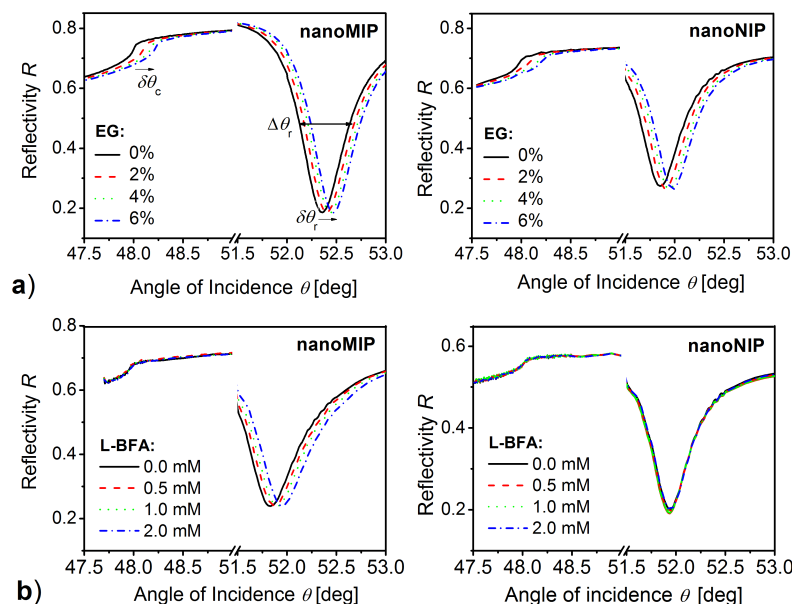 nanoMIP
0.8
0.6
0.4
0.2
Reflectivity R
δθc
Δθr
δθr
EG:
0%
2%
4%
6%
47.5 48.0 48.5 51 52.0 52.5 53.0
Angle of Incidence θ [deg]
a)
nanoNIP
0.8
0.6
0.4
0.2
Reflectivity R
EG:
0%
2%
4%
6%
47.5 48.0 48.5 51 52.0 52.5 53.0
Angle of Incidence θ [deg]
nanoMIP
0.8
0.6
0.4
0.2
Reflectivity R
L-BFA:
0.0 mM
0.5 mM
1.0 mM
2.0 mM
48.0 48.5 51 52.0 52.5 53.0
Angle of Incidence θ [deg]
b)
nanoNIP
0.8
0.6
0.4
0.2
Reflectivity R
L-BFA:
0.0 mM
0.5 mM
1.0 mM
2.0 mM
47.5 48.0 48.5 51 52.0 52.5 53.0
Angle of incidence θ [deg]